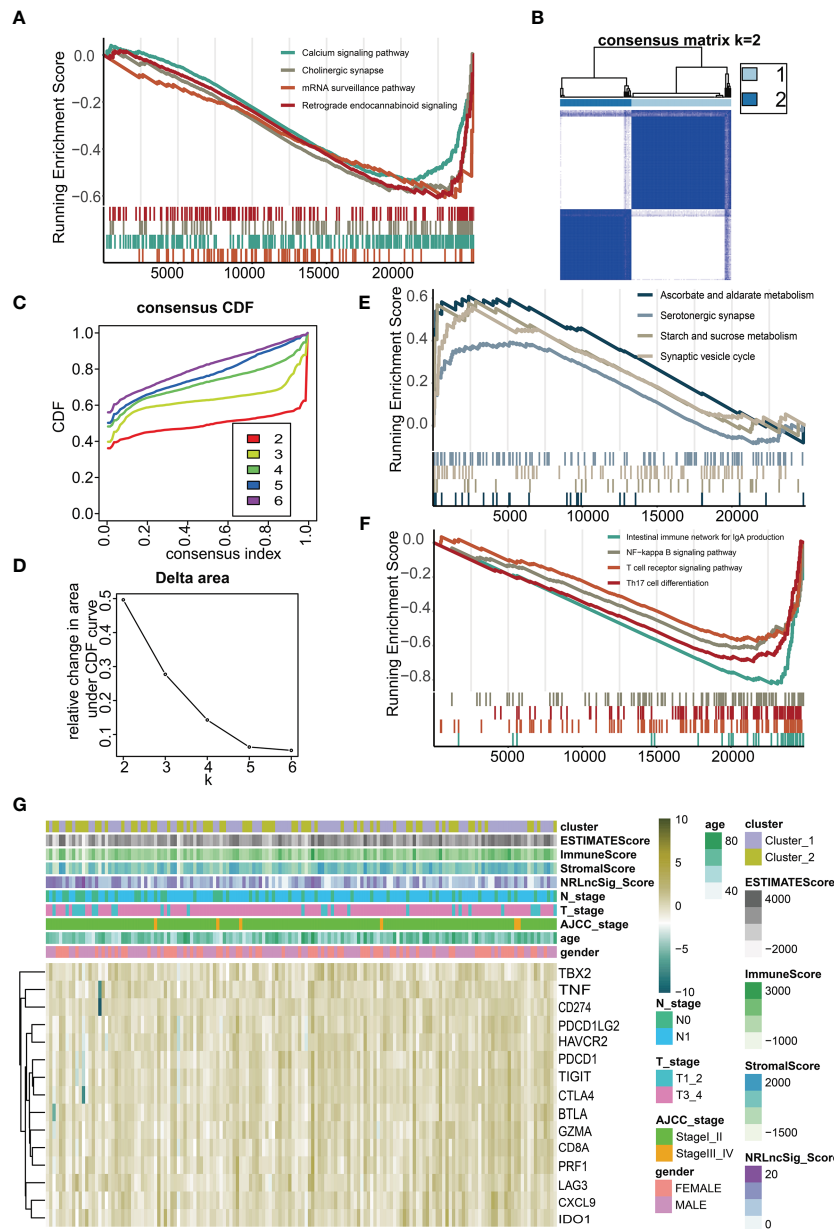 A
Running Enrichment Score
0.0
−0.2
−0.4
−0.6
Calcium signaling pathway
Cholinergic synapse
mRNA surveillance pathway
Retrograde endocannabinoid signaling
5000 10000 15000 20000
B
consensus matrix k=2
1
2
C
consensus CDF
CDF
1.0
0.8
0.6
0.4
0.2
0.0
2
3
4
5
6
0.0 0.2 0.4 0.6 0.8 1.0
consensus index
D
Delta area
relative change in area
under CDF curve
0.5
0.4
0.3
0.2
0.1
2 3 4 5 6
k
E
Running Enrichment Score
0.6
0.4
0.2
0.0
Ascorbate and aldarate metabolism
Serotonergic synapse
Starch and sucrose metabolism
Synaptic vesicle cycle
5000 10000 15000 20000
F
Running Enrichment Score
0.0
−0.2
−0.4
−0.6
−0.8
Intestinal immune network for IgA production
NF−kappa B signaling pathway
T cell receptor signaling pathway
Th17 cell differentiation
5000 10000 15000 20000
G
cluster
ESTIMATEScore
ImmuneScore
StromalScore
NRLncSig_Score
N_stage
T_stage
AJCC_stage
age
gender
TBX2
TNF
CD274
PDCD1LG2
HAVCR2
PDCD1
TIGIT
CTLA4
BTLA
GZMA
CD8A
PRF1
LAG3
CXCL9
IDO1
10
5
0
−5
−10
N_stage
N0
N1
T_stage
T1_2
T3_4
AJCC_stage
StageI_II
StageIII_IV
gender
FEMALE
MALE
age
80
40
cluster
Cluster_1
Cluster_2
ESTIMATEScore
4000
−2000
ImmuneScore
3000
−1000
StromalScore
2000
−1500
NRLncSig_Score
20
0